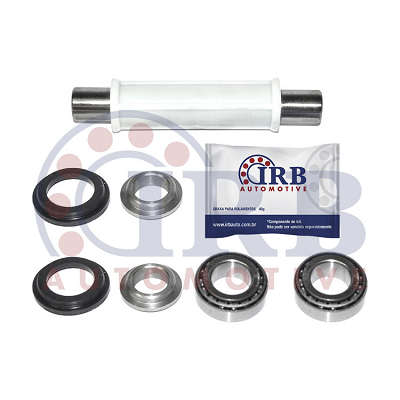 IRB
AUTOMOTIVE
GRAXA PARA ROLAMENTOS 40g
www.irbauto.com.br
*Componente do kit.
Não pode ser vendido separadamente.
IRB
AUTOMOTIVE